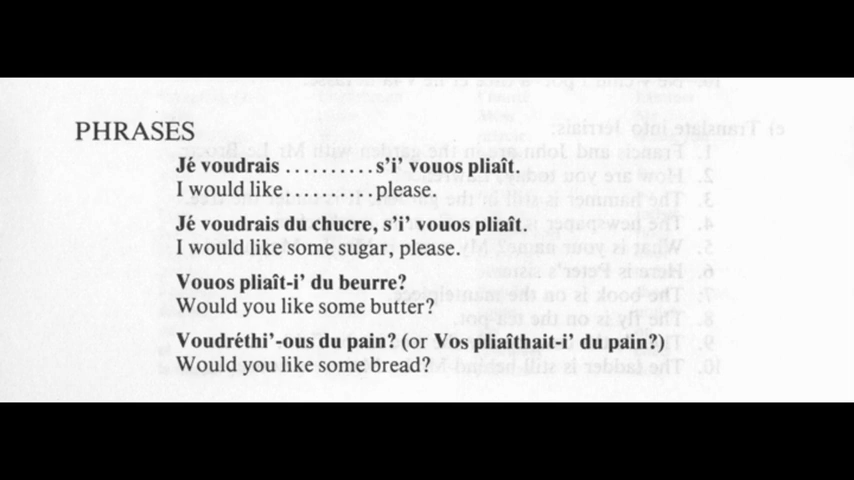 PHRASES
Jé voudrais . . . . . . . . . . s'i' vouos pliaît.
I would like . . . . . . . . . . please.
Jé voudrais du chucre, s'i' vouos pliaît.
I would like some sugar, please.
Vouos pliaît-i' du beurre?
Would you like some butter?
Voudréthi'-ous du pain? (or Vos pliaîthait-i' du pain?)
Would you like some bread?